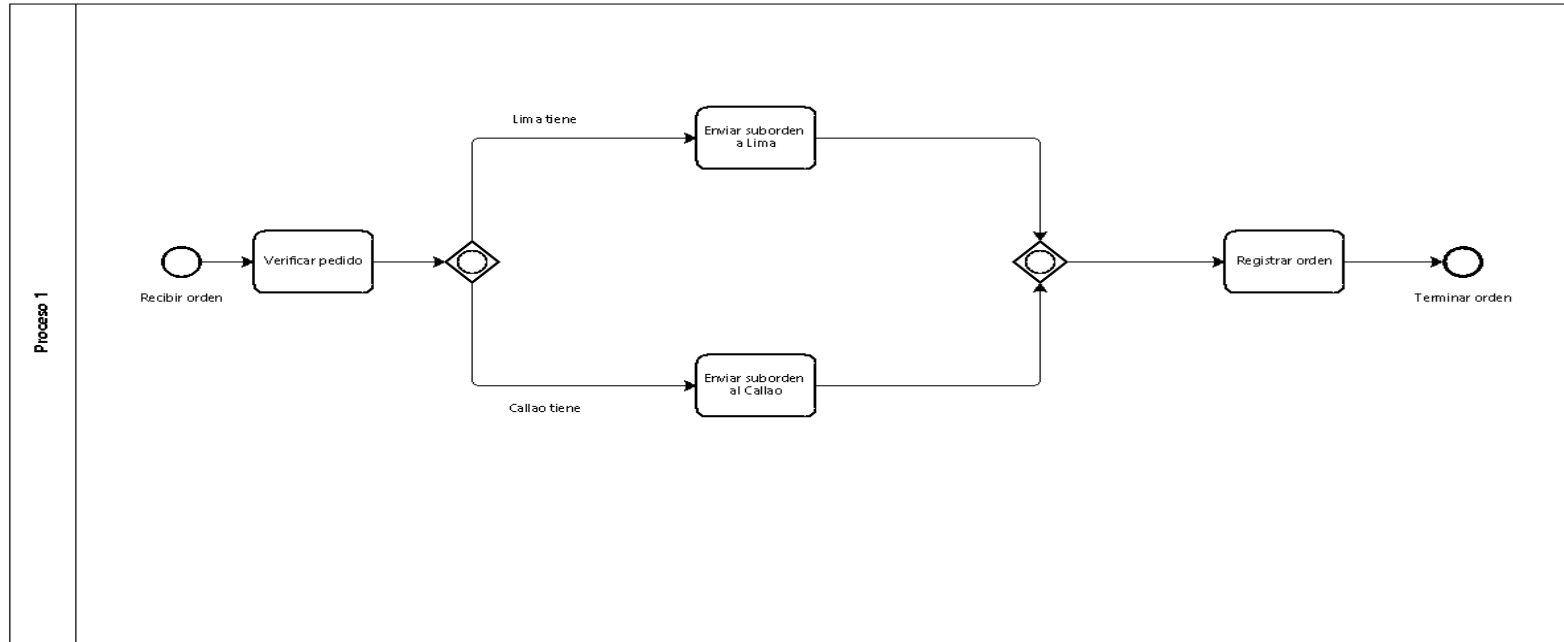 Proceso 1
Recibir orden
Verificar pedido
Lima tiene
Enviar suborden
a Lima
Callao tiene
Enviar suborden
al Callao
Registrar orden
Terminar orden